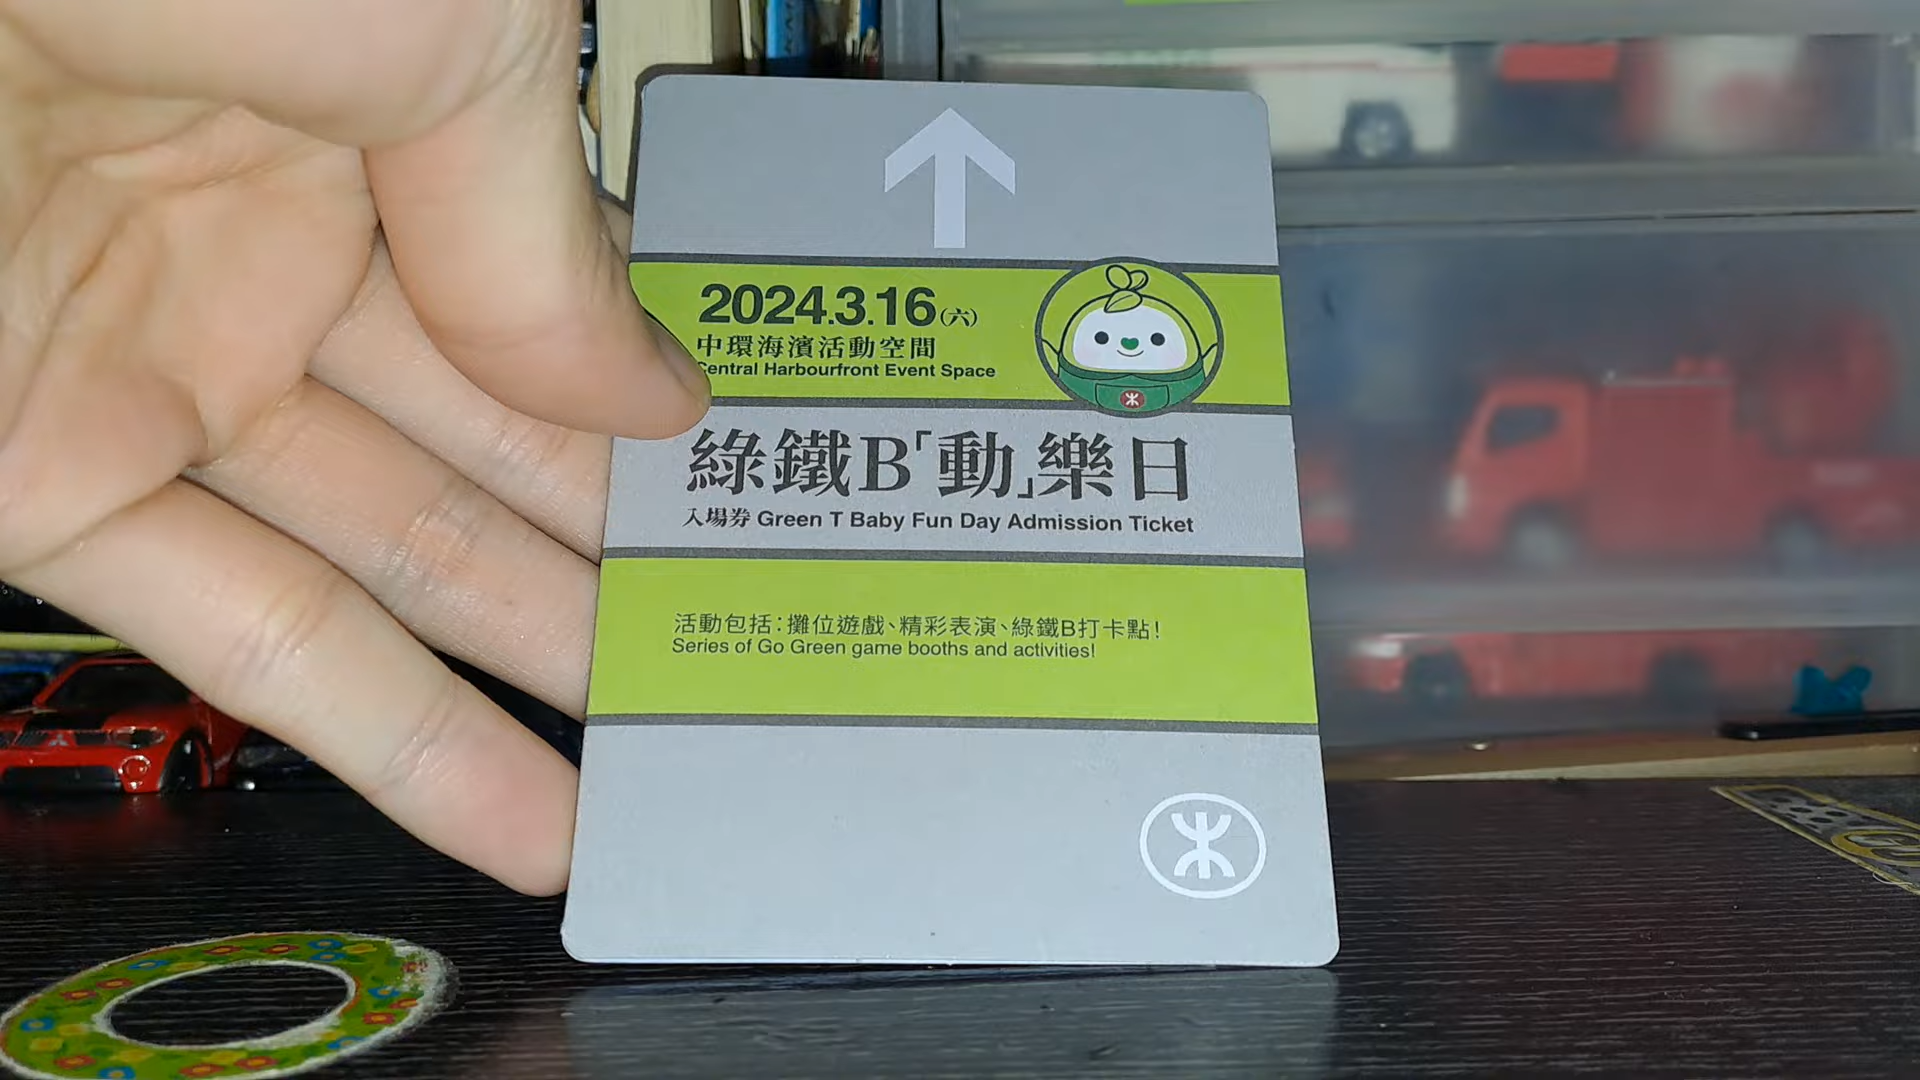 2024.3.16(六)
中環海濱活動空間
Central Harbourfront Event Space
綠鐵B「動」樂日
入場券 Green T Baby Fun Day Admission Ticket
活動包括：攤位遊戲、精彩表演、綠鐵B打卡點！
Series of Go Green game booths and activities!